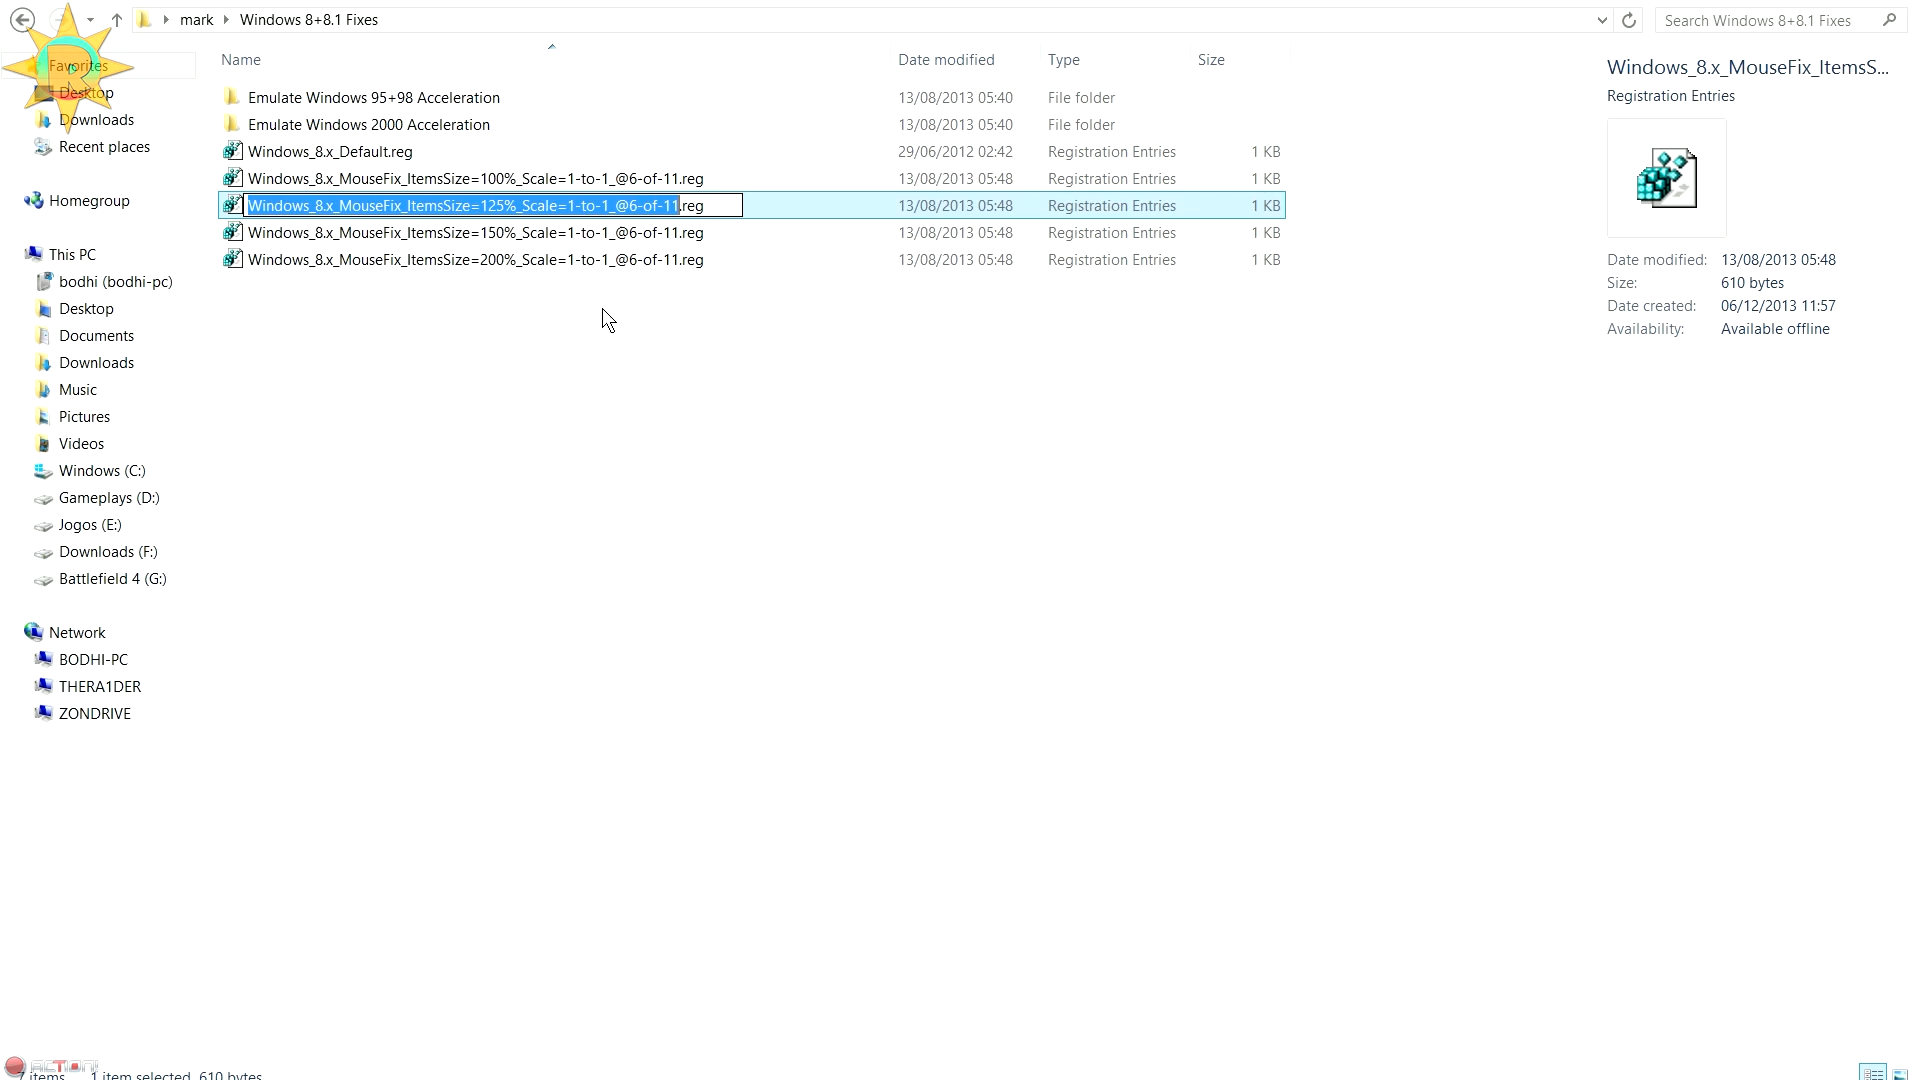 mark Windows 8+8.1 Fixes
Search Windows 8+8.1 Fixes
Name Date modified Type Size
Emulate Windows 95+98 Acceleration 13/08/2013 05:40 File folder
Emulate Windows 2000 Acceleration 13/08/2013 05:40 File folder
Windows_8.x_Default.reg 29/06/2012 02:42 Registration Entries 1 KB
Windows_8.x_MouseFix_ItemsSize=100%_Scale=1-to-1_@6-of-11.reg 13/08/2013 05:48 Registration Entries 1 KB
Windows_8.x_MouseFix_ItemsSize=125%_Scale=1-to-1_@6-of-11.reg 13/08/2013 05:48 Registration Entries 1 KB
Windows_8.x_MouseFix_ItemsSize=150%_Scale=1-to-1_@6-of-11.reg 13/08/2013 05:48 Registration Entries 1 KB
Windows_8.x_MouseFix_ItemsSize=200%_Scale=1-to-1_@6-of-11.reg 13/08/2013 05:48 Registration Entries 1 KB
Favorites
Desktop
Downloads
Recent places
Homegroup
This PC
bodhi (bodhi-pc)
Desktop
Documents
Downloads
Music
Pictures
Videos
Windows (C:)
Gameplays (D:)
Jogos (E:)
Downloads (F:)
Battlefield 4 (G:)
Network
BODHI-PC
THERA1DER
ZONDRIVE
Windows_8.x_MouseFix_ItemsS...
Registration Entries
Date modified: 13/08/2013 05:48
Size: 610 bytes
Date created: 06/12/2013 11:57
Availability: Available offline
ACTION!
7 items 1 item selected 610 bytes